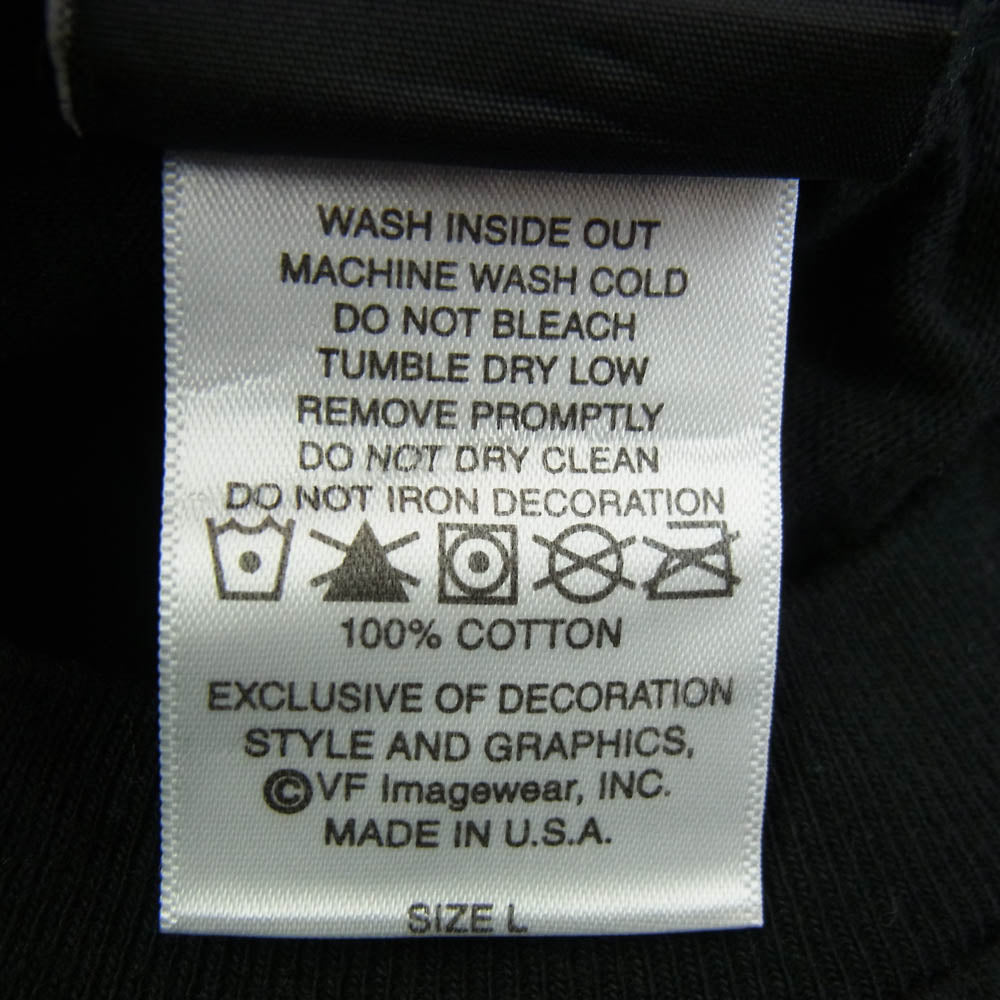 WASH INSIDE OUT
MACHINE WASH COLD
DO NOT BLEACH
TUMBLE DRY LOW
REMOVE PROMPTLY
DO NOT DRY CLEAN
DO NOT IRON DECORATION
100% COTTON
EXCLUSIVE OF DECORATION
STYLE AND GRAPHICS,
©VF Imagewear, INC.
MADE IN U.S.A.
SIZE L